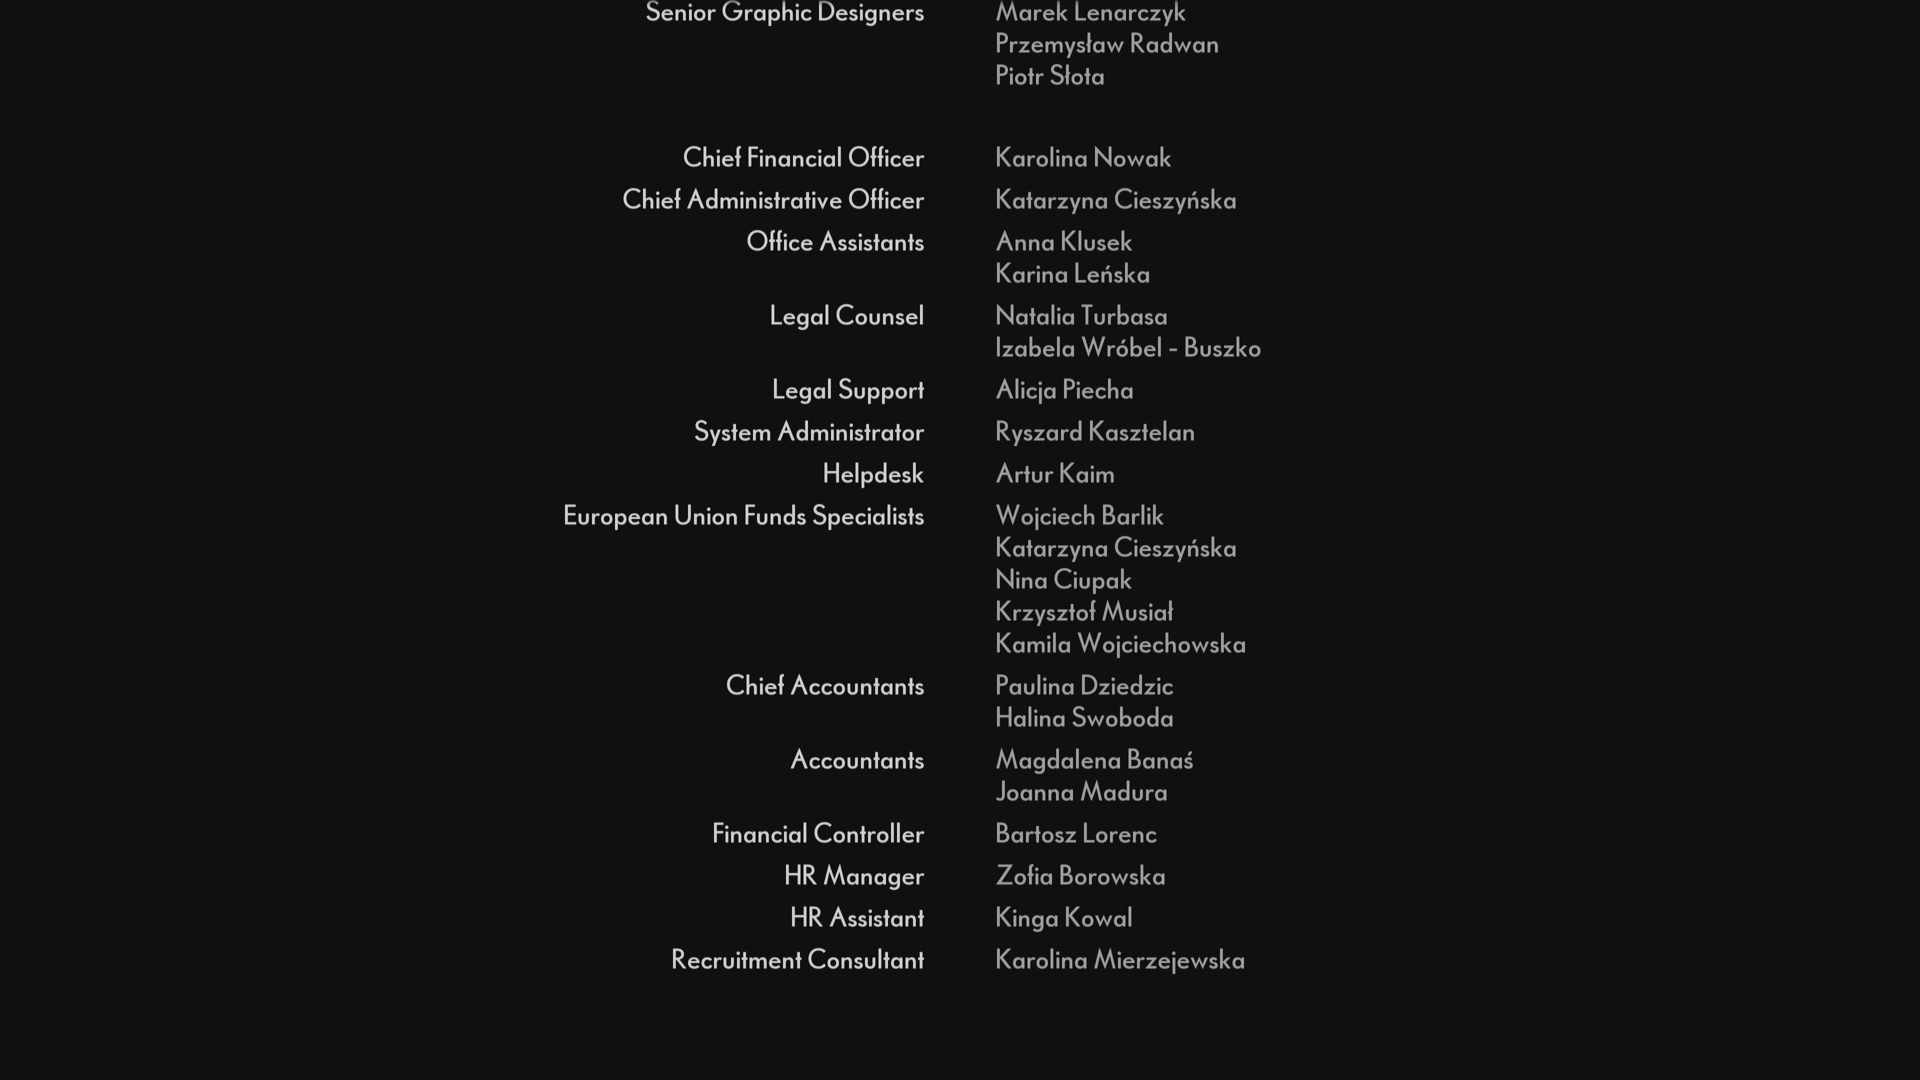 Senior Graphic Designers Marek Lenarczyk
Przemysław Radwan
Piotr Słota
Chief Financial Officer Karolina Nowak
Chief Administrative Officer Katarzyna Cieszyńska
Office Assistants Anna Klusek
Karina Leńska
Legal Counsel Natalia Turbasa
Izabela Wróbel - Buszko
Legal Support Alicja Piecha
System Administrator Ryszard Kasztelan
Helpdesk Artur Kaim
European Union Funds Specialists Wojciech Barlik
Katarzyna Cieszyńska
Nina Ciupak
Krzysztof Musiał
Kamila Wojciechowska
Chief Accountants Paulina Dziedzic
Halina Swoboda
Accountants Magdalena Banaś
Joanna Madura
Financial Controller Bartosz Lorenc
HR Manager Zofia Borowska
HR Assistant Kinga Kowal
Recruitment Consultant Karolina Mierzejewska